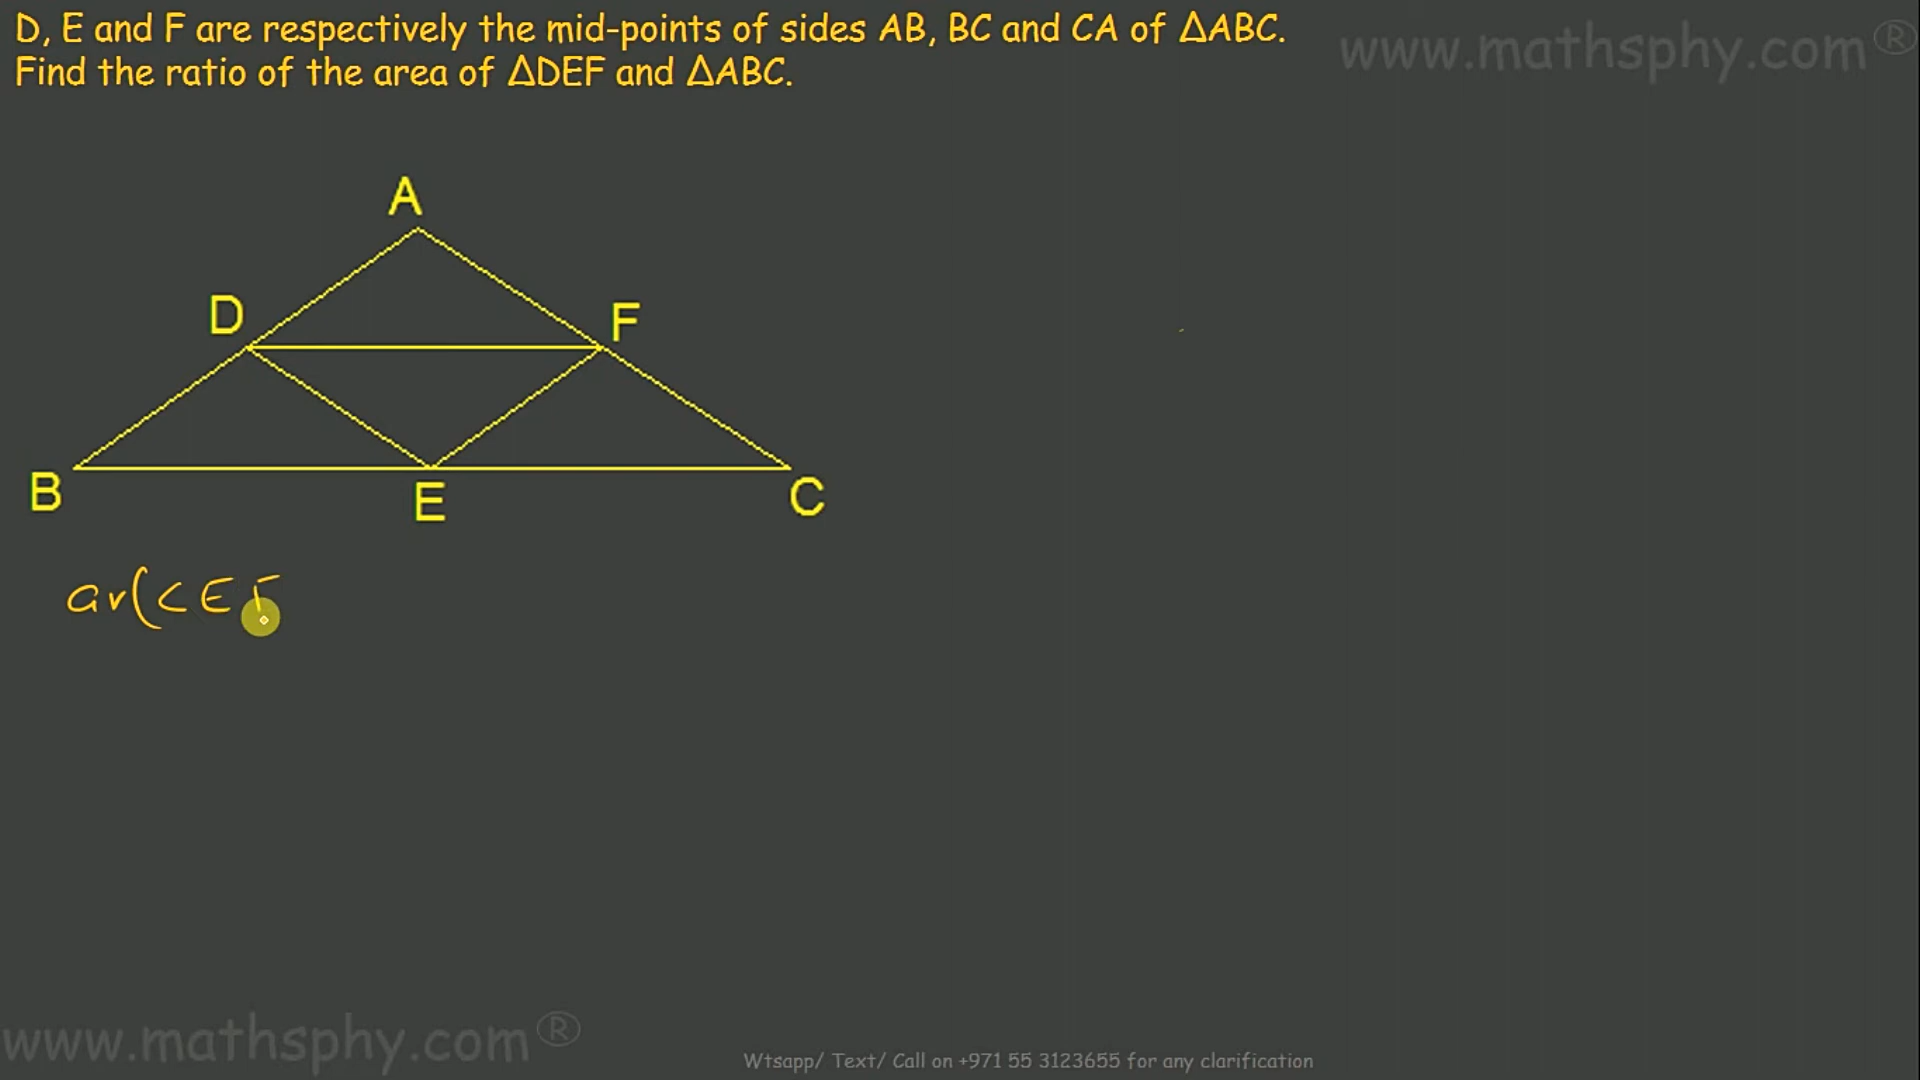 D, E and F are respectively the mid-points of sides AB, BC and CA of ΔABC.
Find the ratio of the area of ΔDEF and ΔABC.
www.mathsphy.com®
A
D
F
B
E
C
ar(CEF
www.mathsphy.com®
Wtsapp/ Text/ Call on +971 55 3123655 for any clarification